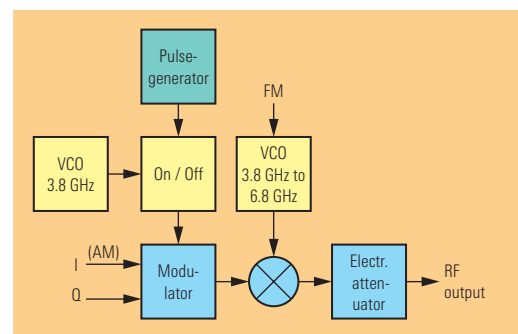 Pulse-
generator
FM
VCO
3.8 GHz
On / Off
VCO
3.8 GHz to
6.8 GHz
(AM)
I
Q
Modu-
lator
Electr.
atten-
uator
RF
output